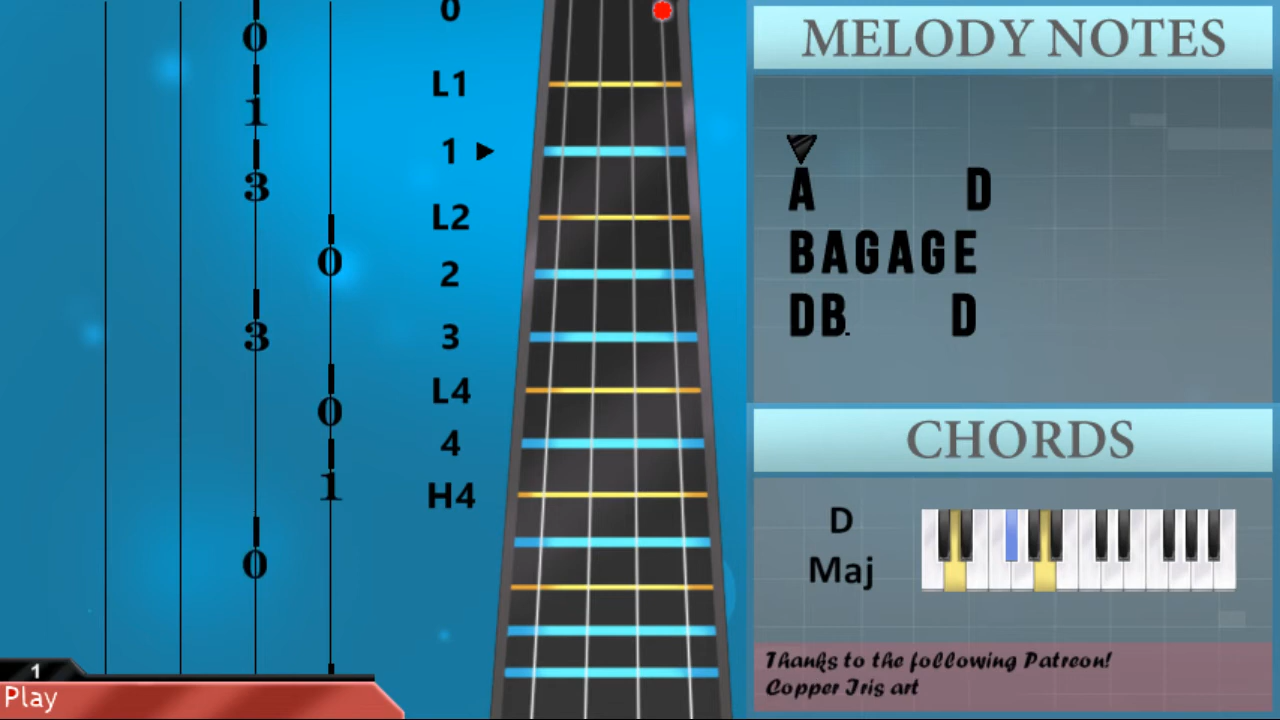 0
1
3
0
3
0
1
0
1
Play
0
L1
1
L2
2
3
L4
4
H4
MELODY NOTES
A D
BAGAGE
DB. D
CHORDS
D
Maj
Thanks to the following Patreon!
Copper Iris art